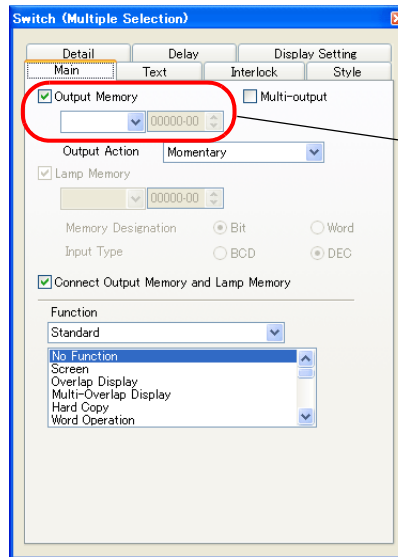 Switch (Multiple Selection)
Detail Delay Display Setting
Main Text Interlock Style
Output Memory Multi-output
00000-00
Output Action Momentary
Lamp Memory
00000-00
Memory Designation Bit Word
Input Type BCD DEC
Connect Output Memory and Lamp Memory
Function
Standard
No Function
Screen
Overlap Display
Multi-Overlap Display
Hard Copy
Word Operation